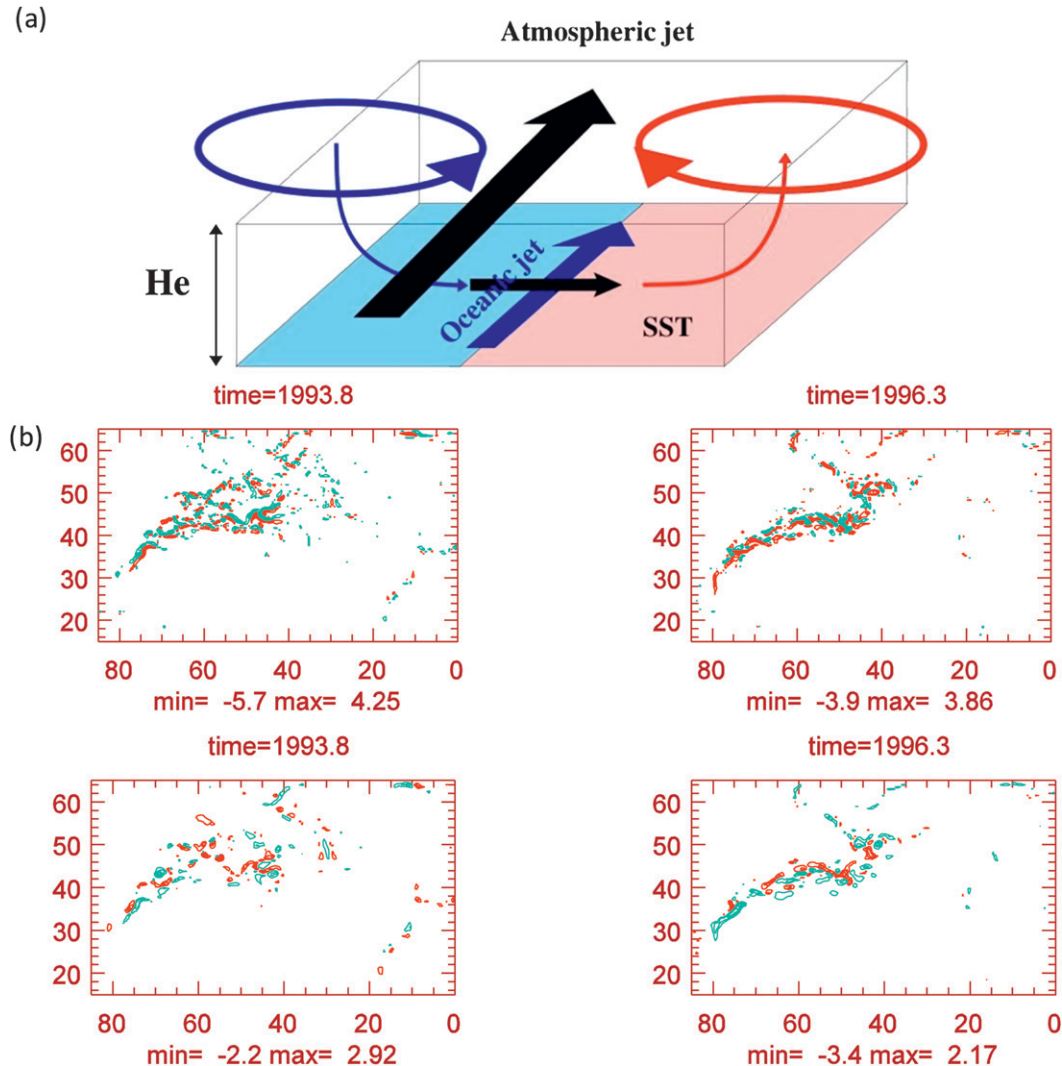 (a)
Atmospheric jet
He
Oceanic jet
SST
time=1993.8
time=1996.3
(b)
60
50
40
30
20
80 60 40 20 0
min= -5.7 max= 4.25
60
50
40
30
20
80 60 40 20 0
min= -3.9 max= 3.86
time=1993.8
time=1996.3
60
50
40
30
20
80 60 40 20 0
min= -2.2 max= 2.92
60
50
40
30
20
80 60 40 20 0
min= -3.4 max= 2.17